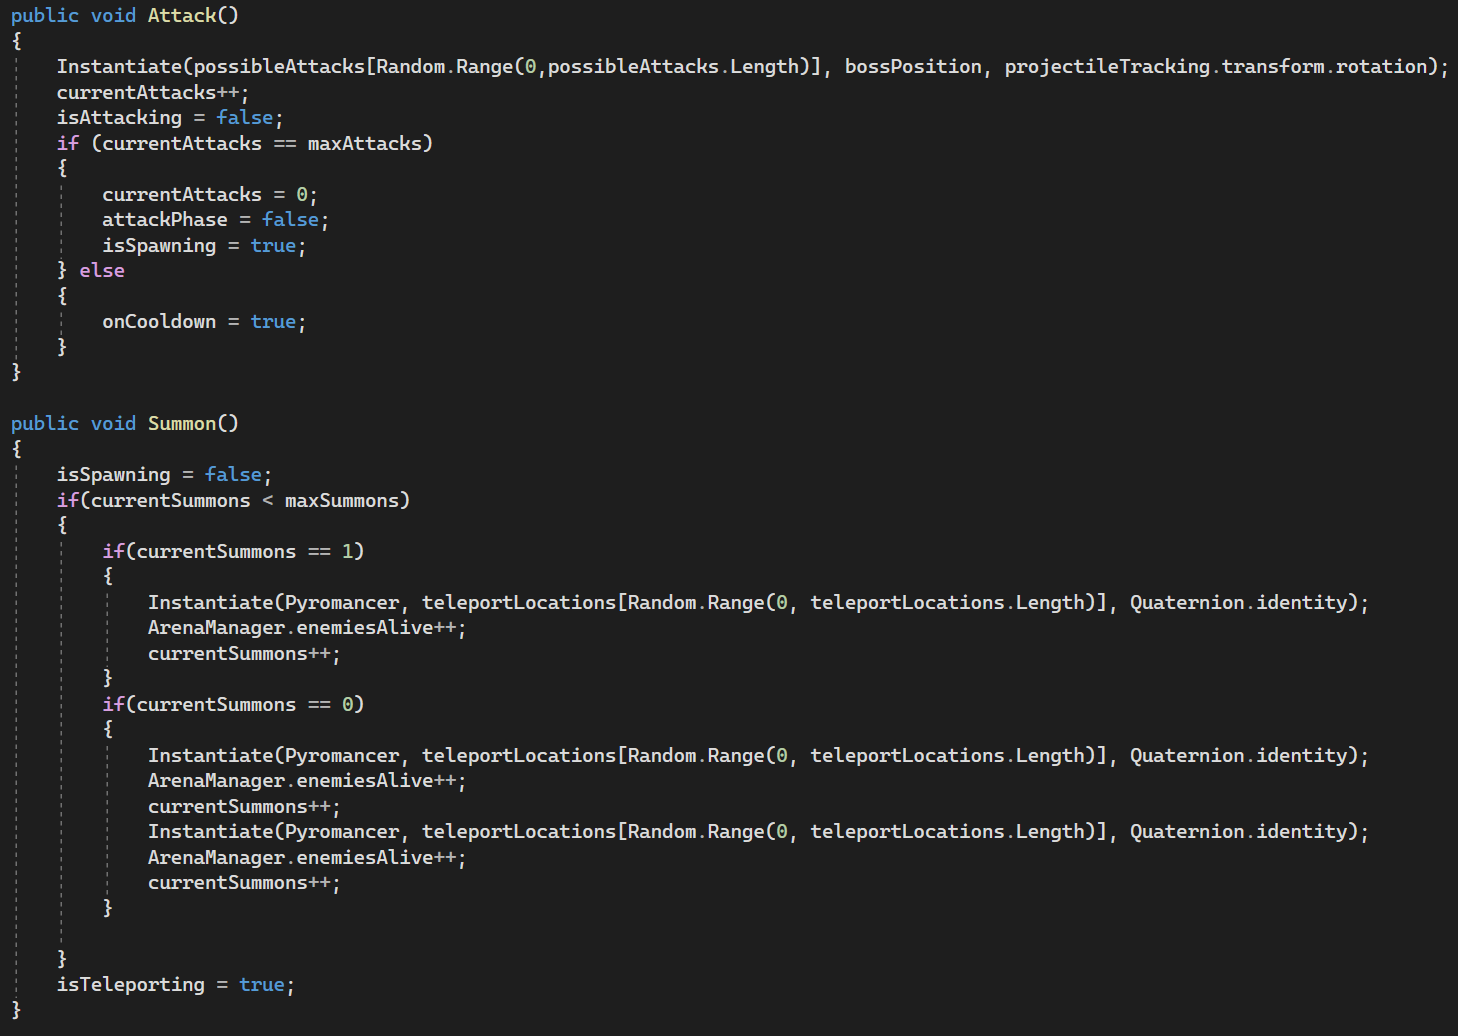 public void Attack()
{
    Instantiate(possibleAttacks[Random.Range(0,possibleAttacks.Length)], bossPosition, projectileTracking.transform.rotation);
    currentAttacks++;
    isAttacking = false;
    if (currentAttacks == maxAttacks)
    {
        currentAttacks = 0;
        attackPhase = false;
        isSpawning = true;
    } else
    {
        onCooldown = true;
    }
}

public void Summon()
{
    isSpawning = false;
    if(currentSummons < maxSummons)
    {
        if(currentSummons == 1)
        {
            Instantiate(Pyromancer, teleportLocations[Random.Range(0, teleportLocations.Length)], Quaternion.identity);
            ArenaManager.enemiesAlive++;
            currentSummons++;
        }
        if(currentSummons == 0)
        {
            Instantiate(Pyromancer, teleportLocations[Random.Range(0, teleportLocations.Length)], Quaternion.identity);
            ArenaManager.enemiesAlive++;
            currentSummons++;
            Instantiate(Pyromancer, teleportLocations[Random.Range(0, teleportLocations.Length)], Quaternion.identity);
            ArenaManager.enemiesAlive++;
            currentSummons++;
        }

    }
    isTeleporting = true;
}